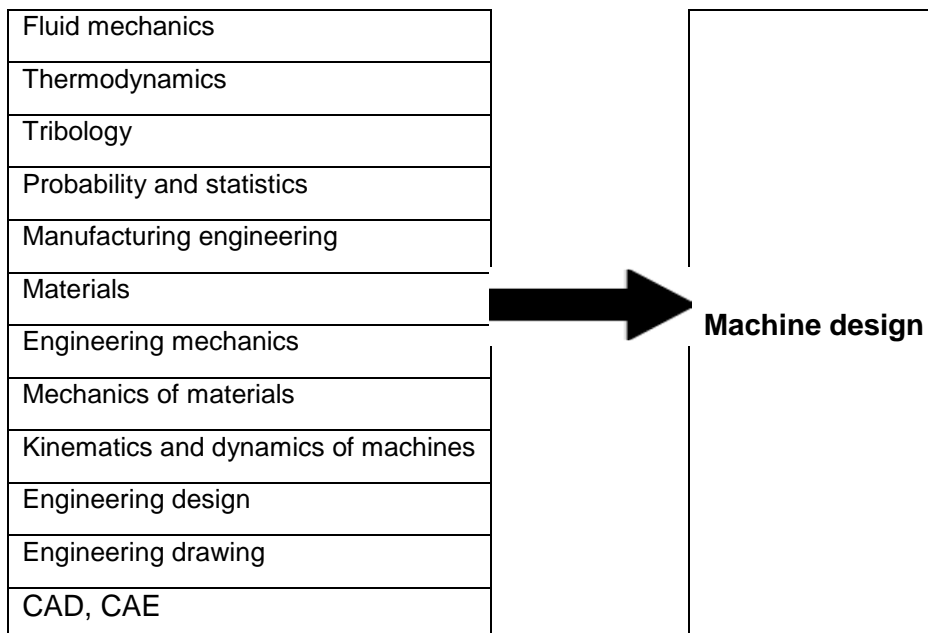 Fluid mechanics
Thermodynamics
Tribology
Probability and statistics
Manufacturing engineering
Materials
Engineering mechanics
Mechanics of materials
Kinematics and dynamics of machines
Engineering design
Engineering drawing
CAD, CAE
Machine design